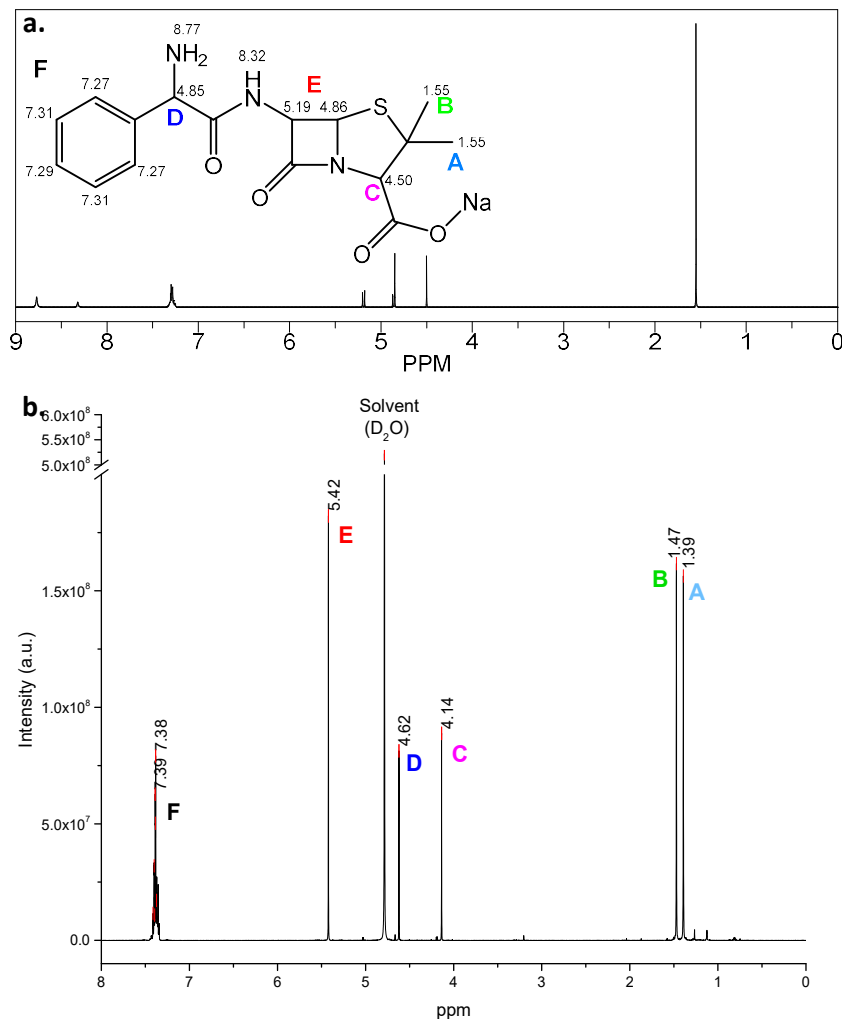 a.
8.77
NH2
8.32
H
N
F
E
7.27
4.85
5.19
4.86
S
1.55
B
7.31
D
1.55
A
O
N
7.29
7.27
O
C
4.50
7.31
Na
O
O
9 8 7 6 5 4 3 2 1 0
PPM
b.
Solvent
(D2O)
6.0x10^8
5.5x10^8
5.0x10^8
1.5x10^8
1.0x10^8
5.0x10^7
0.0
Intensity (a.u.)
7.39
7.38
F
5.42
E
4.62
D
4.14
C
1.47
B
1.39
A
8 7 6 5 4 3 2 1 0
ppm